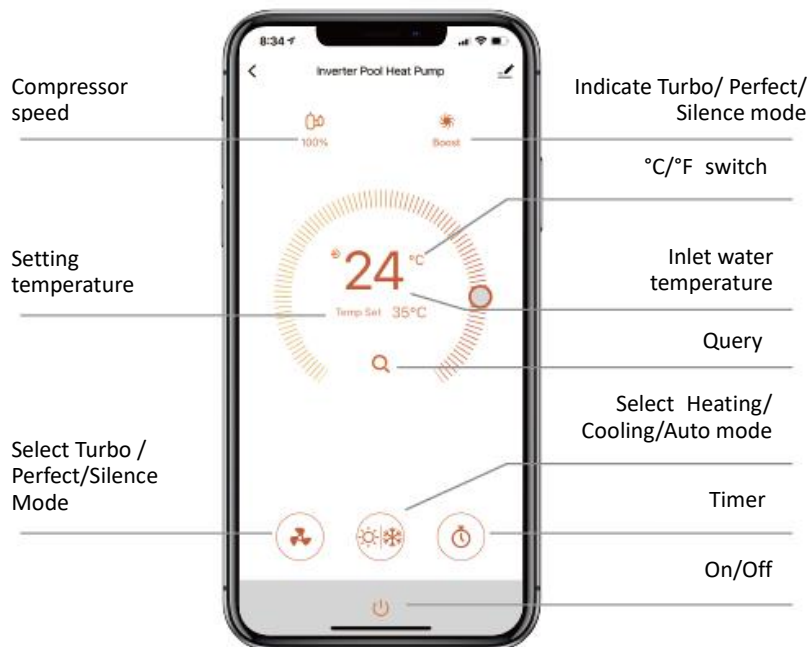 8:34
Inverter Pool Heat Pump
Compressor
speed
Indicate Turbo/ Perfect/
Silence mode
100%
Boost
°C/°F switch
24 °C
Setting
temperature
Inlet water
temperature
Temp Set 35°C
Query
Select Heating/
Cooling/Auto mode
Select Turbo /
Perfect/Silence
Mode
Timer
On/Off